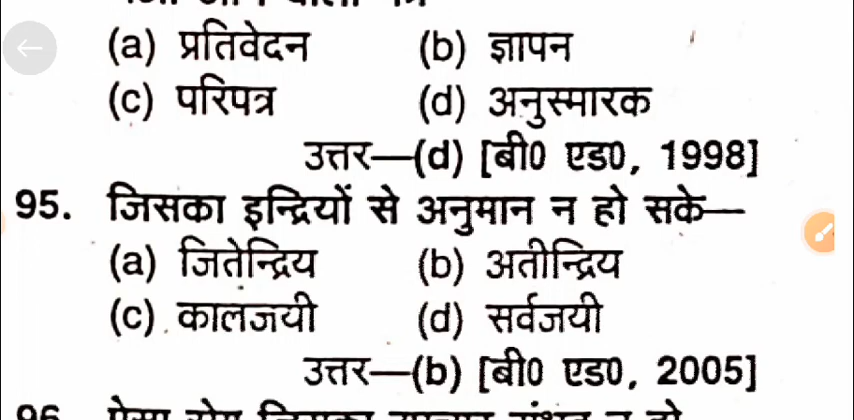 (a) प्रतिवेदन (b) ज्ञापन
(c) परिपत्र (d) अनुस्मारक
उत्तर—(d) [बी0 एड0, 1998]
95. जिसका इन्द्रियों से अनुमान न हो सके—
(a) जितेन्द्रिय (b) अतीन्द्रिय
(c) कालजयी (d) सर्वजयी
उत्तर—(b) [बी0 एड0, 2005]